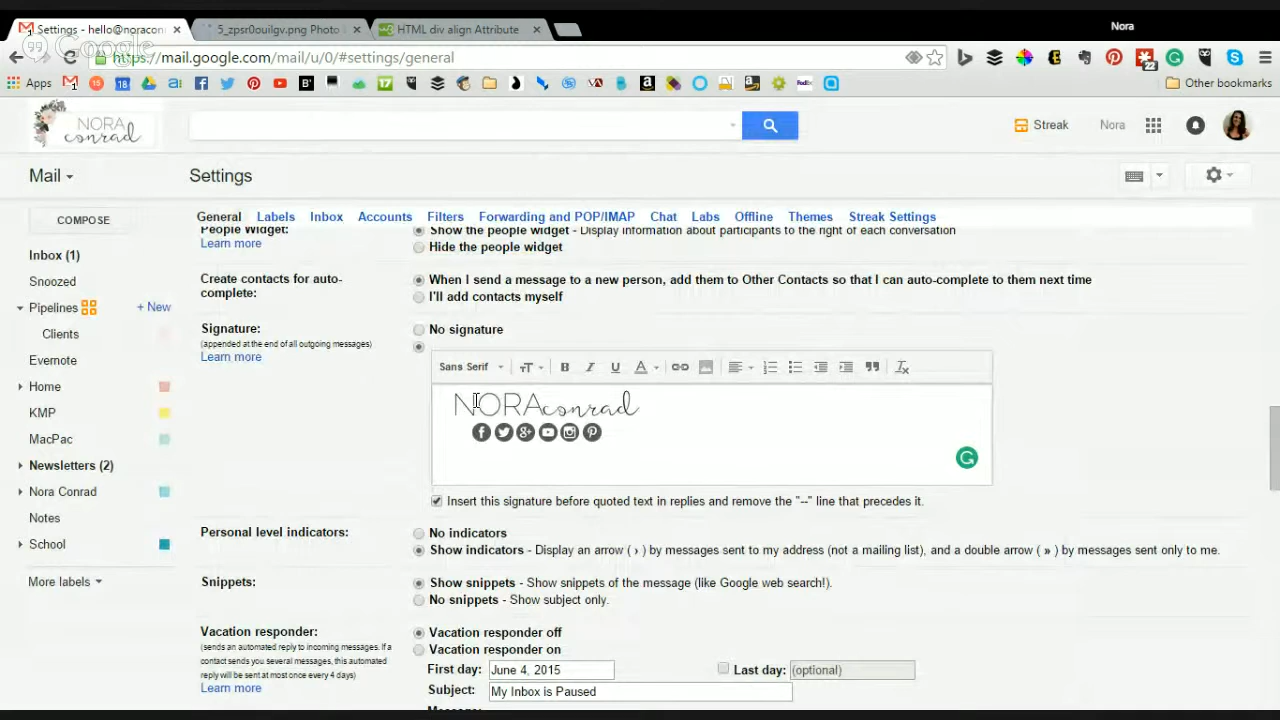 Nora
Settings - hello@noracon
5_zpsr0ouilgv.png Photo
HTML div align Attribute
Google
https://mail.google.com/mail/u/0/#settings/general
22
Apps
Other bookmarks
NORA
conrad
Streak
Nora
Mail
Settings
COMPOSE
General
Labels
Inbox
Accounts
Filters
Forwarding and POP/IMAP
Chat
Labs
Offline
Themes
Streak Settings
Inbox (1)
Snoozed
Pipelines
+ New
Clients
Evernote
Home
KMP
MacPac
Newsletters (2)
Nora Conrad
Notes
School
More labels
People Widget:
Learn more
Show the people widget - Display information about participants to the right of each conversation
Hide the people widget
Create contacts for auto-
complete:
When I send a message to a new person, add them to Other Contacts so that I can auto-complete to them next time
I'll add contacts myself
Signature:
(appended at the end of all outgoing messages)
Learn more
No signature
Sans Serif
NORAconrad
Insert this signature before quoted text in replies and remove the "--" line that precedes it.
Personal level indicators:
No indicators
Show indicators - Display an arrow ( › ) by messages sent to my address (not a mailing list), and a double arrow ( » ) by messages sent only to me.
Snippets:
Show snippets - Show snippets of the message (like Google web search!).
No snippets - Show subject only.
Vacation responder:
(sends an automated reply to incoming messages. If a
contact sends you several messages, this automated
reply will be sent at most once every 4 days)
Learn more
Vacation responder off
Vacation responder on
First day:
June 4, 2015
Last day:
(optional)
Subject:
My Inbox is Paused